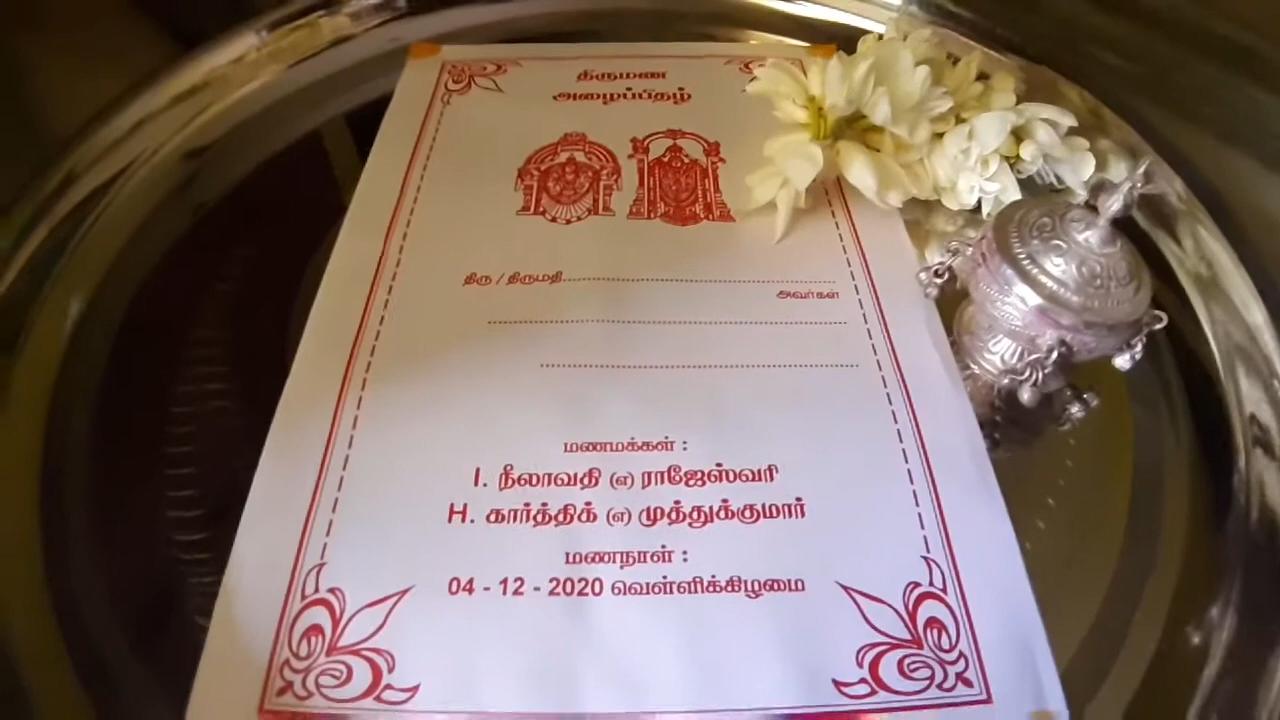 திருமண
அழைப்பிதழ்
திரு / திருமதி............................................................
அவர்கள்
............................................................
............................................................
மணமக்கள் :
I. நீலாவதி (எ) ராஜேஸ்வரி
H. கார்த்திக் (எ) முத்துக்குமார்
மணநாள் :
04 - 12 - 2020 வெள்ளிக்கிழமை